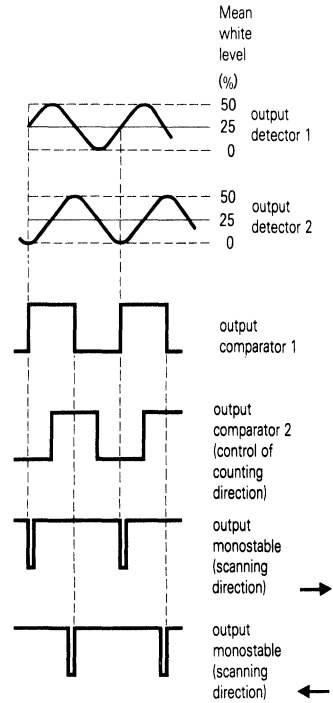 Mean
white
level
(%)
50
25
0
output
detector 1
50
25
0
output
detector 2
output
comparator 1
output
comparator 2
(control of
counting
direction)
output
monostable
(scanning
direction)
output
monostable
(scanning
direction)